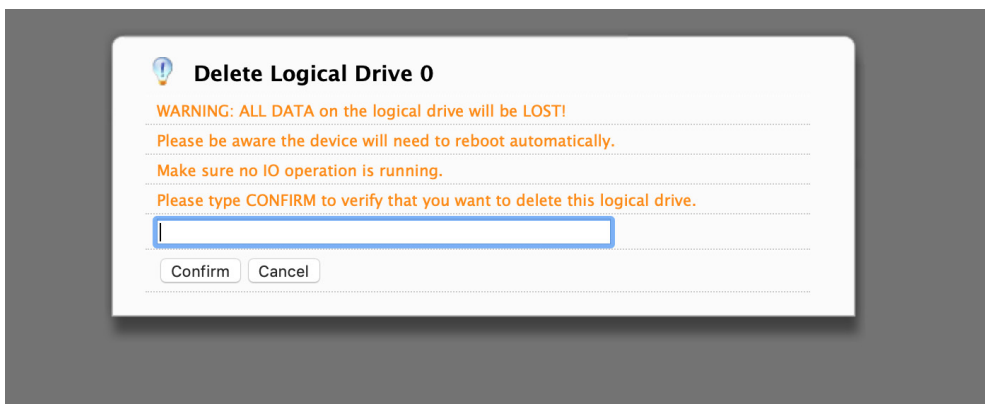 Delete Logical Drive 0
WARNING: ALL DATA on the logical drive will be LOST!
Please be aware the device will need to reboot automatically.
Make sure no IO operation is running.
Please type CONFIRM to verify that you want to delete this logical drive.
Confirm Cancel